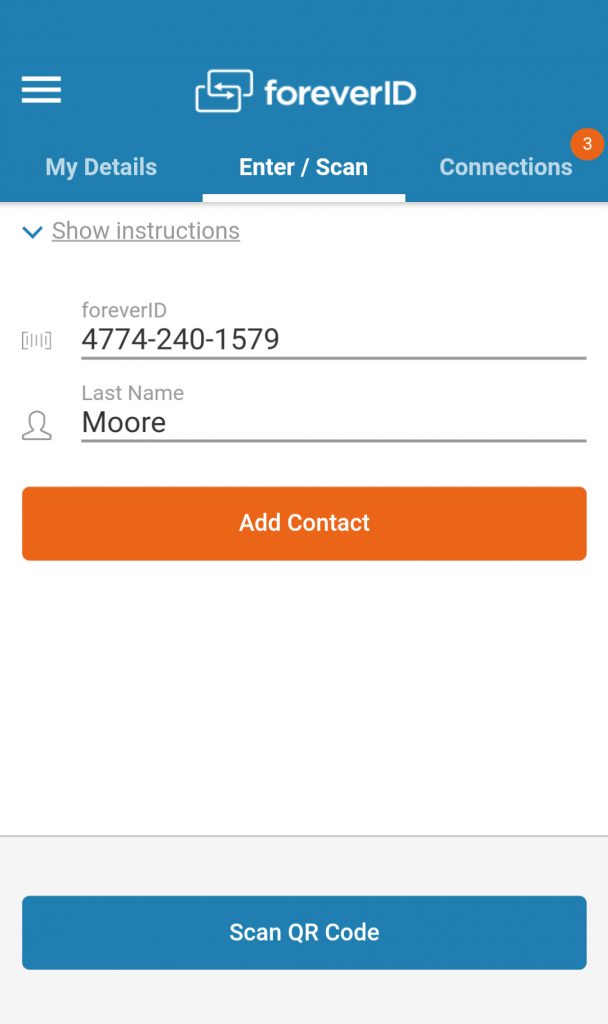 foreverID
3
My Details Enter / Scan Connections
Show instructions
foreverID
4774-240-1579
Last Name
Moore
Add Contact
Scan QR Code